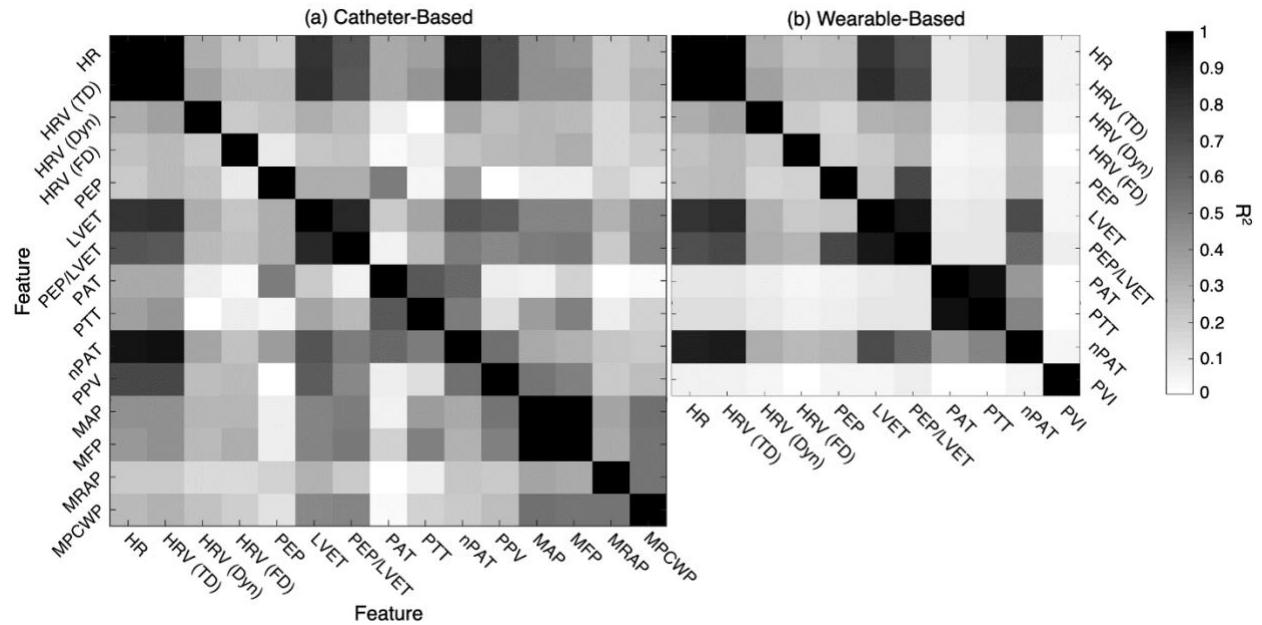 (a) Catheter-Based
(b) Wearable-Based
HR
HRV (TD)
HRV (Dyn)
HRV (FD)
PEP
LVET
PEP/LVET
PAT
PTT
nPAT
PPV
MAP
MFP
MRAP
MPCWP
Feature
HR
HRV (TD)
HRV (Dyn)
HRV (FD)
PEP
LVET
PEP/LVET
PAT
PTT
nPAT
PPV
MAP
MFP
MRAP
MPCWP
Feature
HR
HRV (TD)
HRV (Dyn)
HRV (FD)
PEP
LVET
PEP/LVET
PAT
PTT
nPAT
PVI
HR
HRV (TD)
HRV (Dyn)
HRV (FD)
PEP
LVET
PEP/LVET
PAT
PTT
nPAT
PVI
1
0.9
0.8
0.7
0.6
0.5
0.4
0.3
0.2
0.1
0
R²